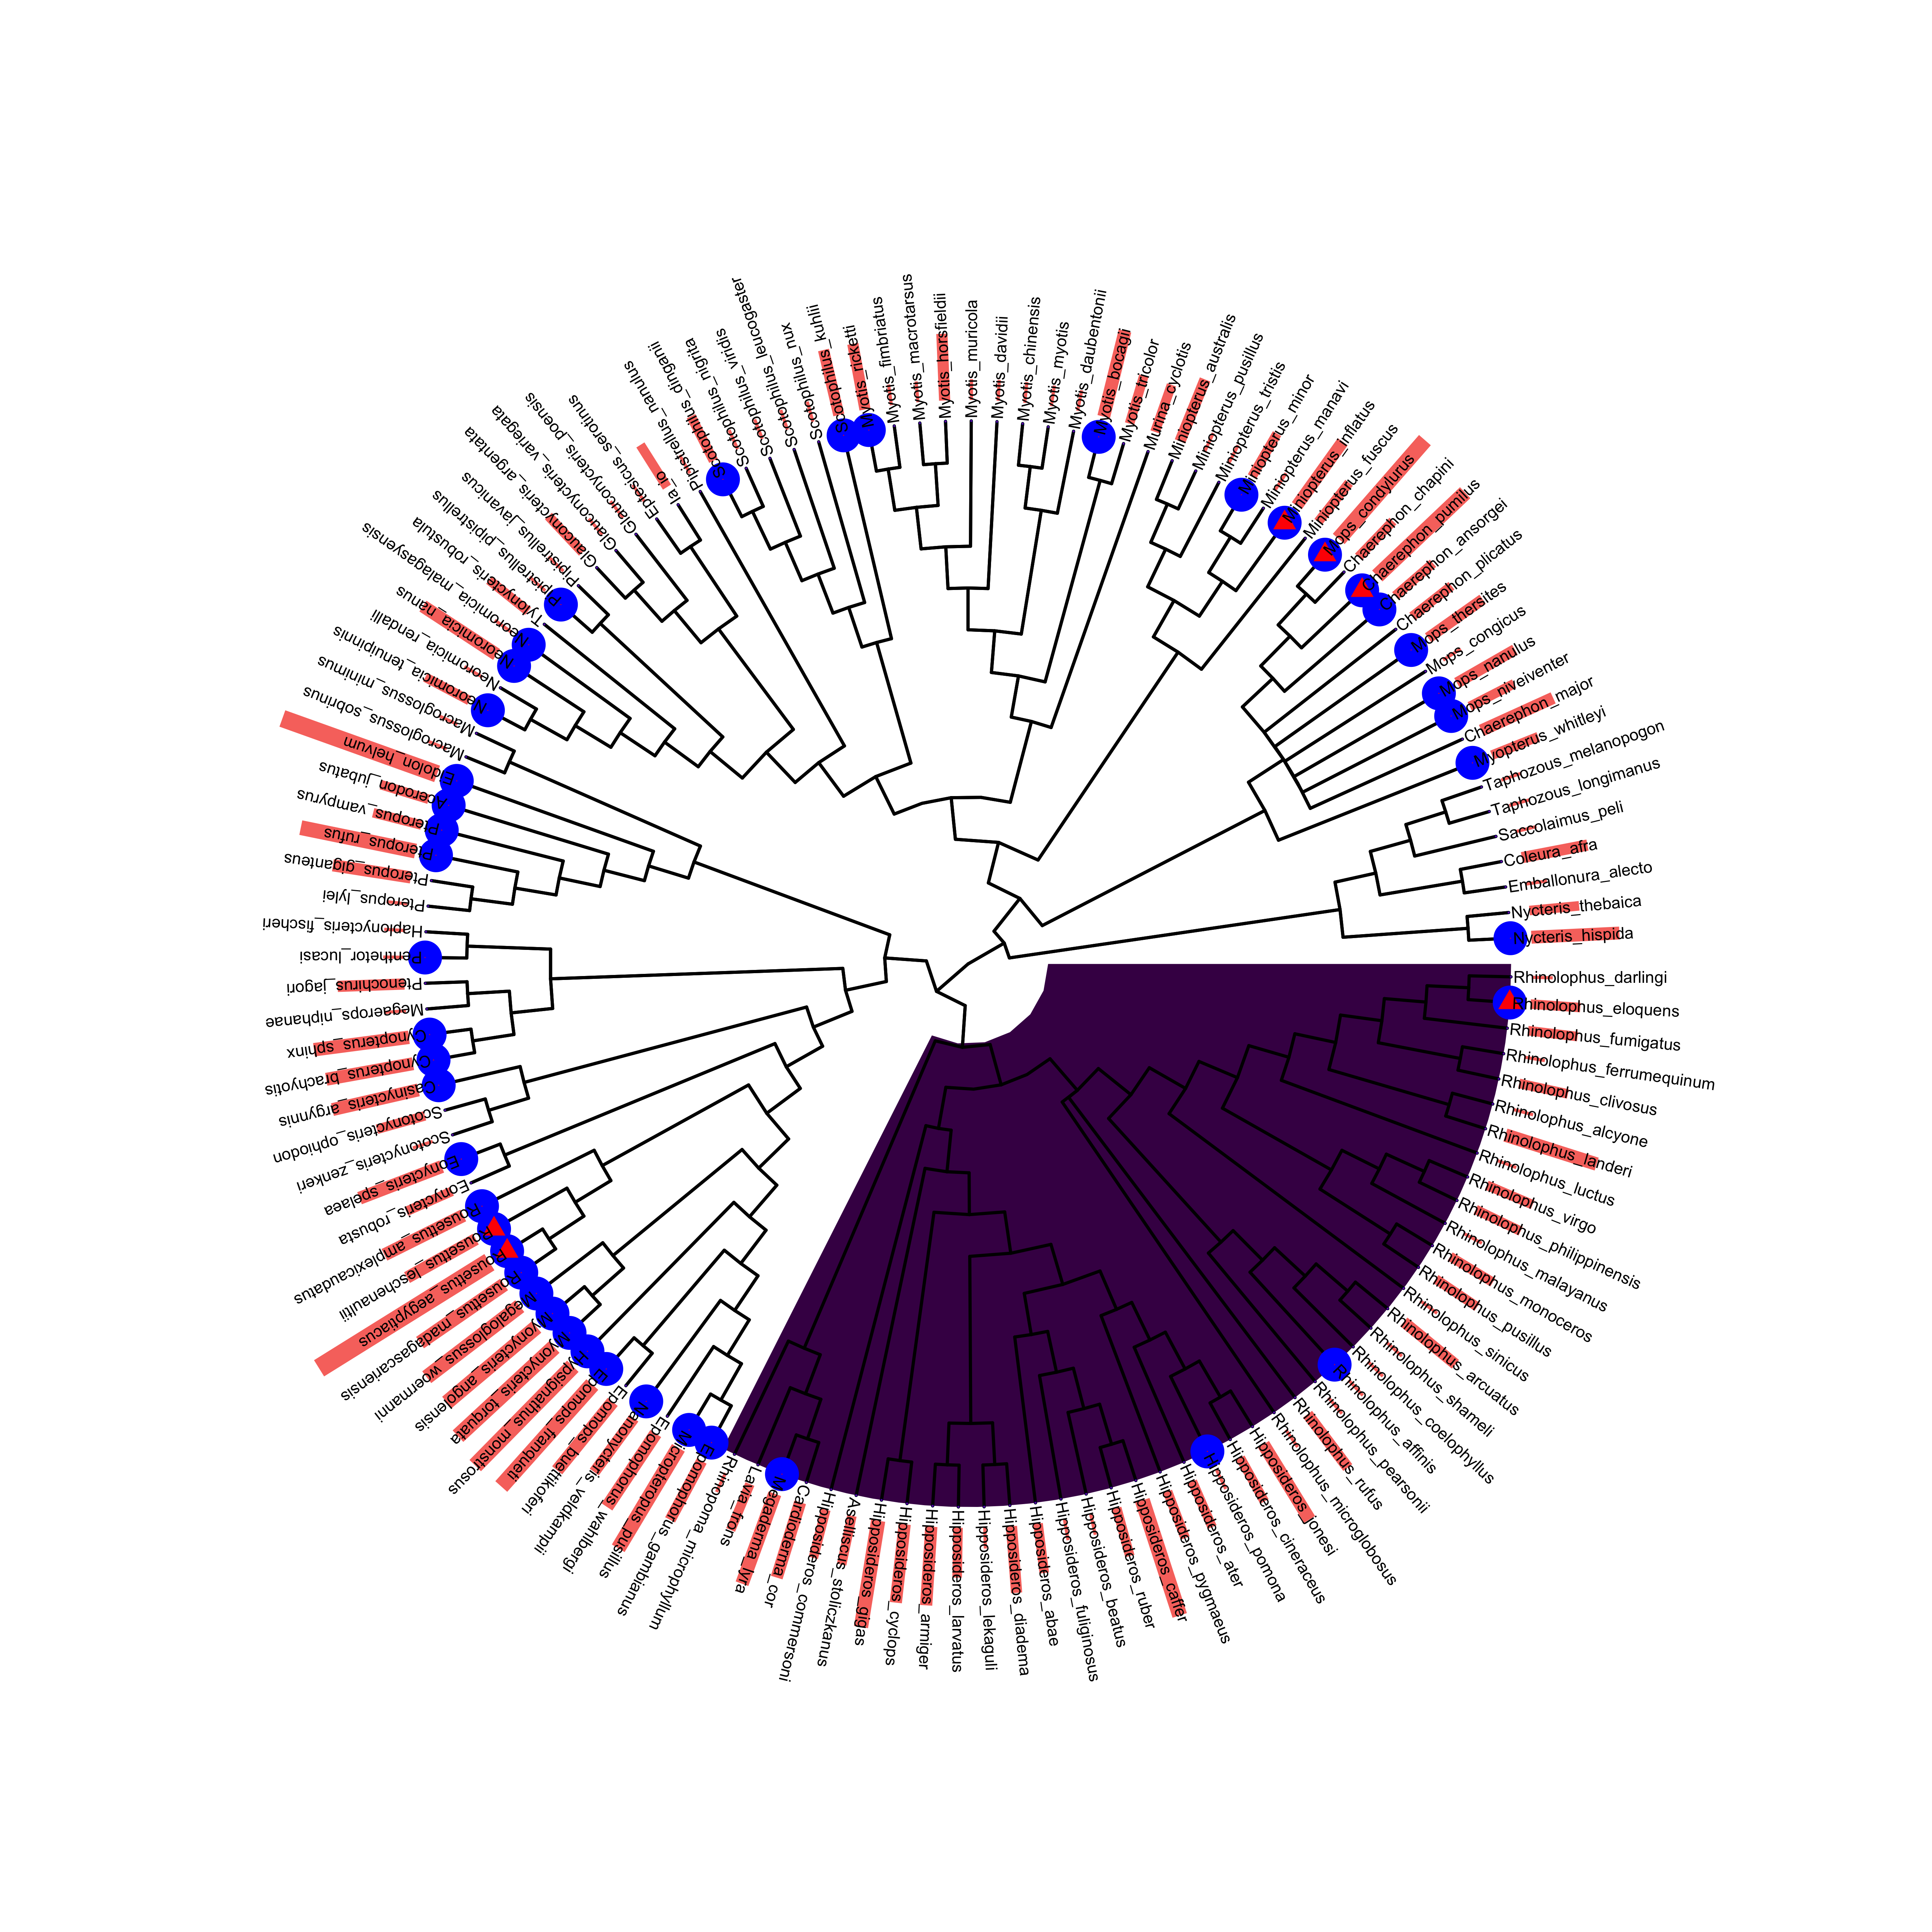 Rhinolophus_darlingi
Rhinolophus_eloquens
Rhinolophus_fumigatus
Rhinolophus_ferrumequinum
Rhinolophus_clivosus
Rhinolophus_alcyone
Rhinolophus_landeri
Rhinolophus_luctus
Rhinolophus_virgo
Rhinolophus_philippinensis
Rhinolophus_malayanus
Rhinolophus_monoceros
Rhinolophus_pusillus
Rhinolophus_sinicus
Rhinolophus_arcuatus
Rhinolophus_shameli
Rhinolophus_coelophyllus
Rhinolophus_affinis
Rhinolophus_pearsonii
Rhinolophus_rufus
Rhinolophus_microglobosus
Hipposideros_jonesi
Hipposideros_cineraceus
Hipposideros_pomona
Hipposideros_ater
Hipposideros_pygmaeus
Hipposideros_caffer
Hipposideros_ruber
Hipposideros_beatus
Hipposideros_fuliginosus
Hipposideros_abae
Hipposideros_diadema
Hipposideros_lekaguli
Hipposideros_larvatus
Hipposideros_armiger
Hipposideros_cyclops
Hipposideros_gigas
Aselliscus_stoliczkanus
Hipposideros_commersoni
Cardioderma_cor
Megaderma_lyra
Lavia_frons
Rhinopoma_microphyllum
Epomophorus_gambianus
Micropteropus_pusillus
Epomophorus_wahlbergi
Nanonycteris_veldkampii
Epomops_buettikoferi
Epomops_franqueti
Hypsignathus_monstrosus
Myonycteris_torquata
Myonycteris_angolensis
Megaloglossus_woermanni
Rousettus_madagascariensis
Rousettus_aegyptiacus
Rousettus_leschenaultii
Rousettus_amplexicaudatus
Eonycteris_robusta
Eonycteris_spelaea
Scotonycteris_zenkeri
Scotonycteris_ophiodon
Casinycteris_argynnis
Cynopterus_brachyotis
Cynopterus_sphinx
Megaerops_niphanae
Ptenochirus_jagori
Penthetor_lucasi
Haplonycteris_fischeri
Pteropus_lylei
Pteropus_giganteus
Pteropus_rufus
Pteropus_vampyrus
Acerodon_jubatus
Eidolon_helvum
Macroglossus_sobrinus
Macroglossus_minimus
Neoromicia_tenuipinnis
Neoromicia_rendalli
Neoromicia_nanus
Neoromicia_malagasyensis
Tylonycteris_robustula
Pipistrellus_pipistrellus
Pipistrellus_javanicus
Glauconycteris_argentata
Glauconycteris_variegata
Glauconycteris_poensis
Eptesicus_serotinus
Ia_io
Pipistrellus_nanulus
Scotophilus_dinganii
Scotophilus_nigrita
Scotophilus_viridis
Scotophilus_leucogaster
Scotophilus_nux
Scotophilus_kuhlii
Myotis_ricketti
Myotis_fimbriatus
Myotis_macrotarsus
Myotis_horsfieldii
Myotis_muricola
Myotis_davidii
Myotis_chinensis
Myotis_myotis
Myotis_daubentonii
Myotis_bocagii
Myotis_tricolor
Murina_cyclotis
Miniopterus_australis
Miniopterus_pusillus
Miniopterus_tristis
Miniopterus_minor
Miniopterus_manavi
Miniopterus_inflatus
Miniopterus_fuscus
Mops_condylurus
Chaerephon_chapini
Chaerephon_pumilus
Chaerephon_ansorgei
Chaerephon_plicatus
Mops_thersites
Mops_congicus
Mops_nanulus
Mops_niveiventer
Chaerephon_major
Myopterus_whitleyi
Taphozous_melanopogon
Taphozous_longimanus
Saccolaimus_peli
Coleura_afra
Emballonura_alecto
Nycteris_thebaica
Nycteris_hispida